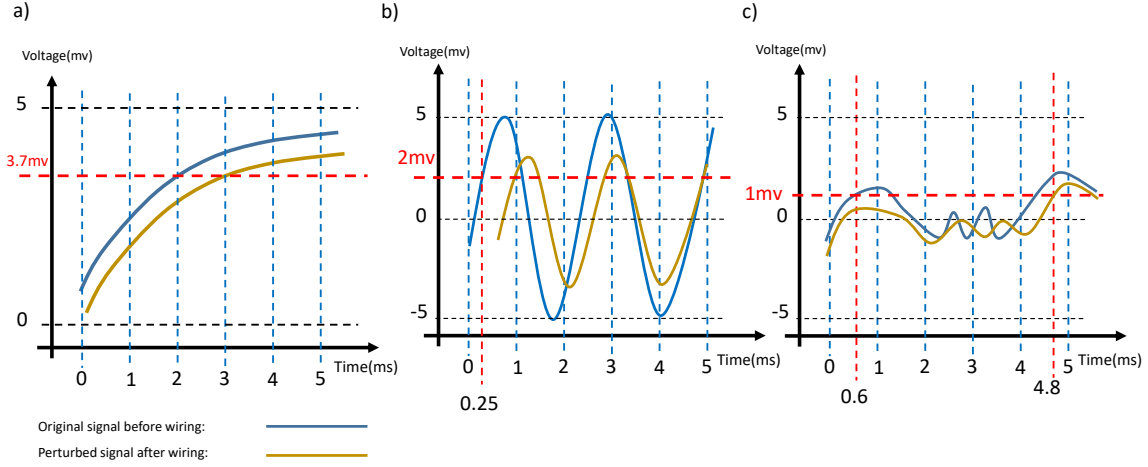 a)
Voltage(mv)
5
3.7mv
0
0 1 2 3 4 5 Time(ms)
b)
Voltage(mv)
5
2mv
0
-5
0 1 2 3 4 5 Time(ms)
0.25
c)
Voltage(mv)
5
1mv
0
-5
0 1 2 3 4 5 Time(ms)
0.6 4.8
Original signal before wiring:
Perturbed signal after wiring: